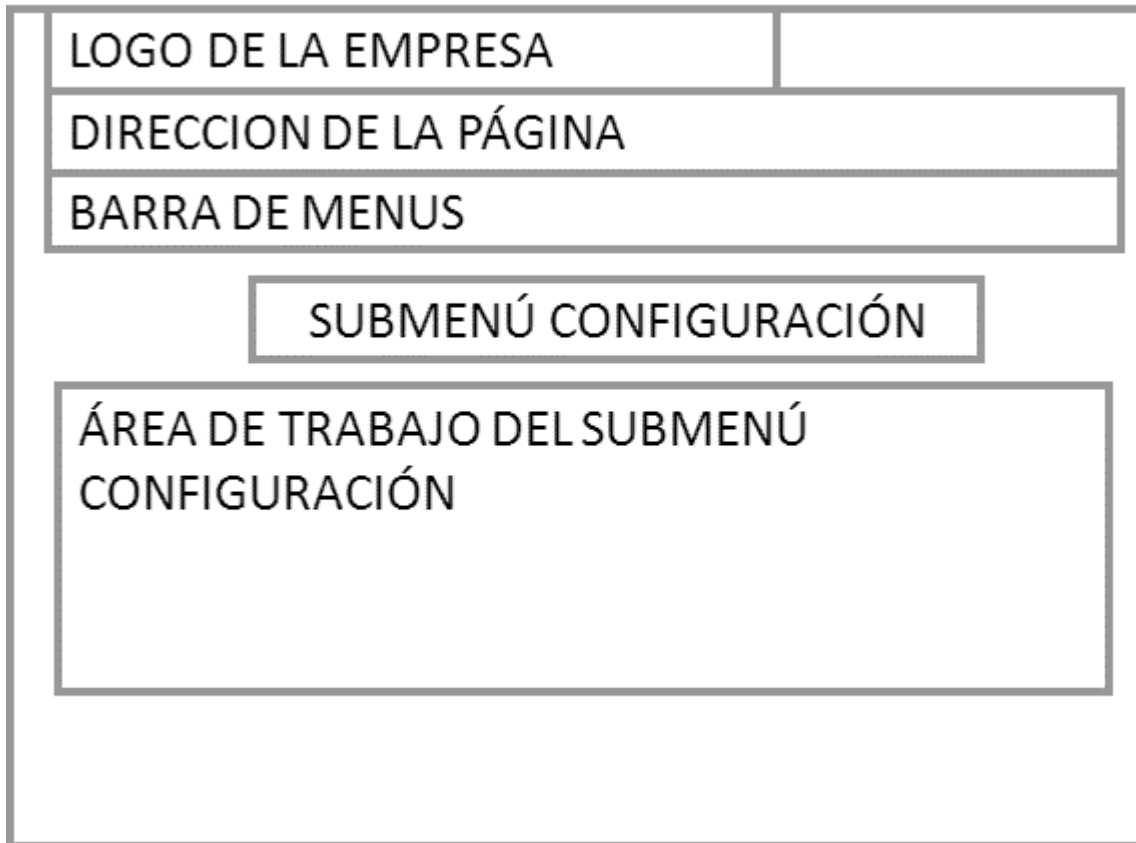 LOGO DE LA EMPRESA
DIRECCION DE LA PÁGINA
BARRA DE MENUS
SUBMENÚ CONFIGURACIÓN
ÁREA DE TRABAJO DEL SUBMENÚ
CONFIGURACIÓN